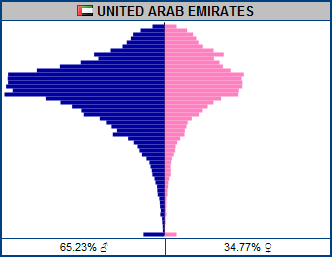 UNITED ARAB EMIRATES
65.23% ♂ 34.77% ♀